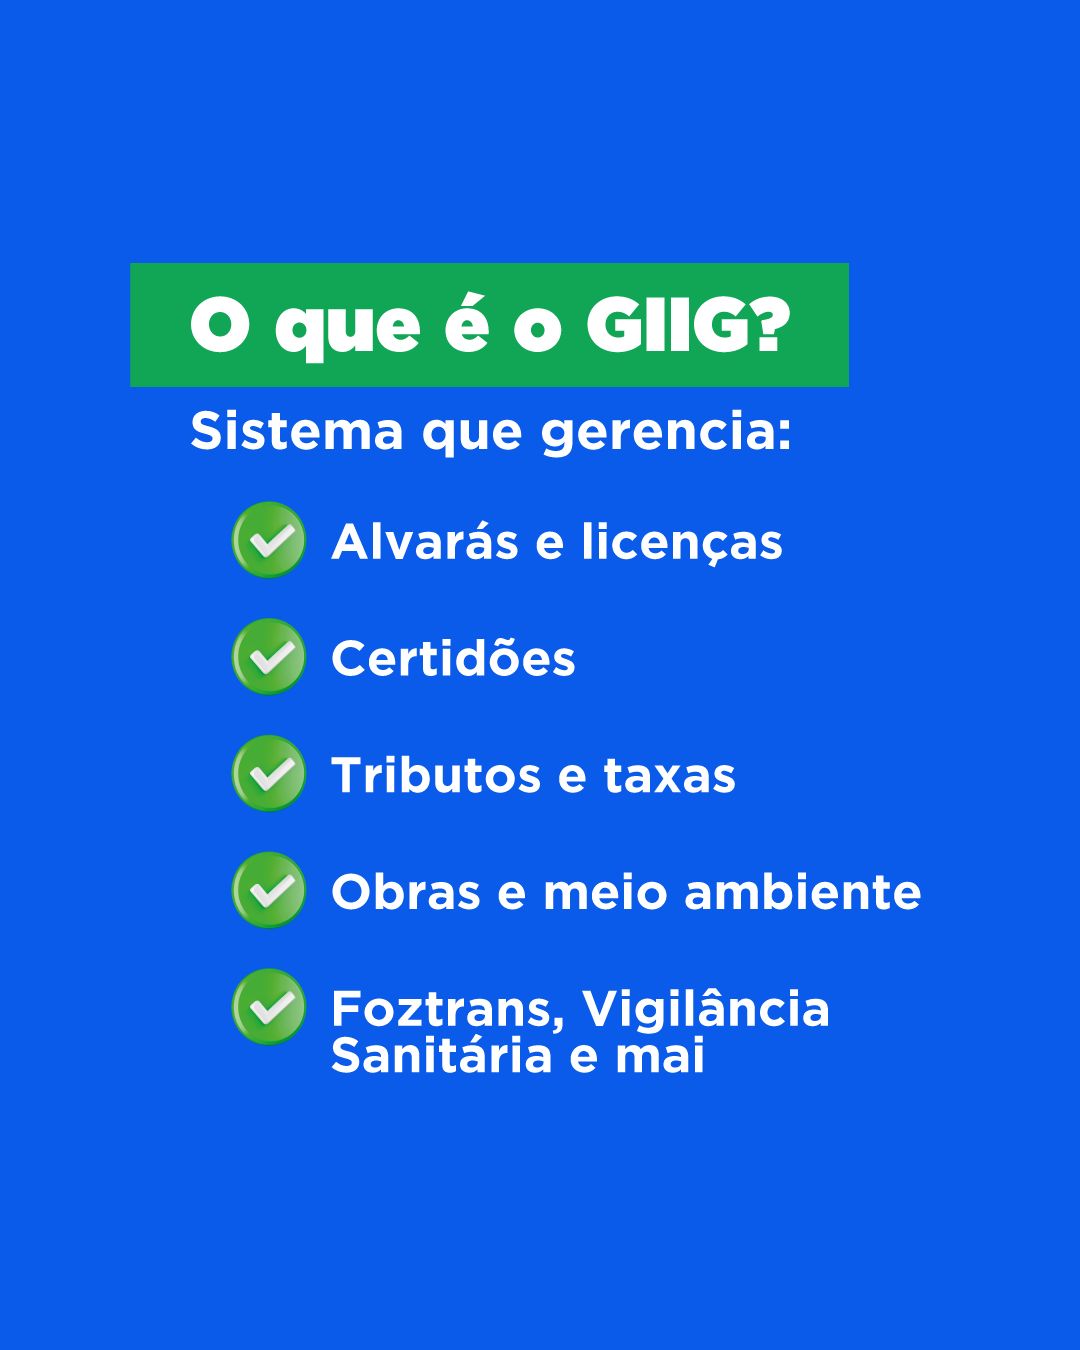 O que é o GIIG?
Sistema que gerencia:
Alvarás e licenças
Certidões
Tributos e taxas
Obras e meio ambiente
Foztrans, Vigilância
Sanitária e mai